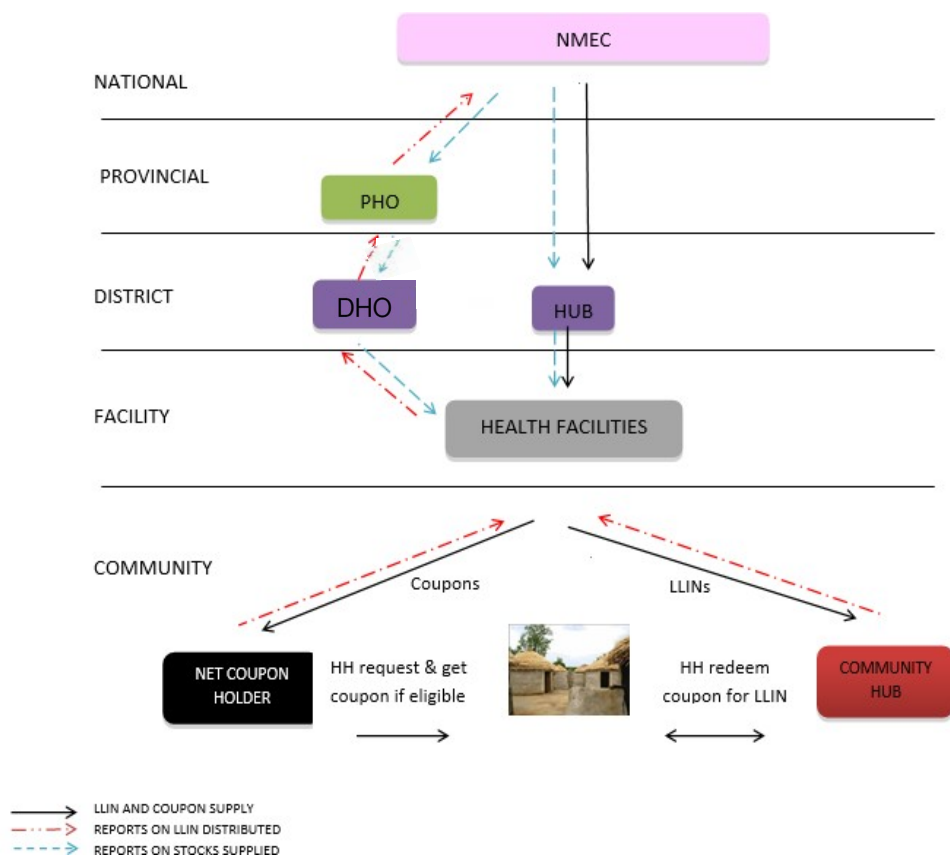 NMEC
NATIONAL
PROVINCIAL
PHO
DISTRICT
DHO
HUB
FACILITY
HEALTH FACILITIES
COMMUNITY
Coupons
LLINs
NET COUPON
HOLDER
HH request & get
coupon if eligible
HH redeem
coupon for LLIN
COMMUNITY
HUB
LLIN AND COUPON SUPPLY
REPORTS ON LLIN DISTRIBUTED
REPORTS ON STOCKS SUPPLIED